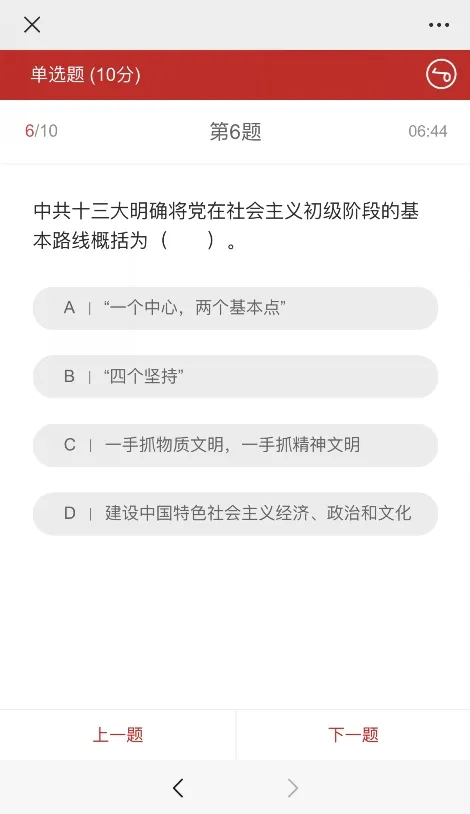 单选题 (10分)
6/10 第6题 06:44
中共十三大明确将党在社会主义初级阶段的基
本路线概括为（　　）。
A | “一个中心，两个基本点”
B | “四个坚持”
C | 一手抓物质文明，一手抓精神文明
D | 建设中国特色社会主义经济、政治和文化
上一题 下一题